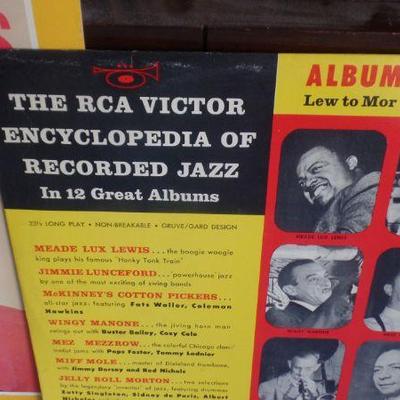 THE RCA VICTOR
ENCYCLOPEDIA OF
RECORDED JAZZ
In 12 Great Albums
33⅓ LONG PLAY • NON-BREAKABLE • GRUVE/GARD DESIGN
MEADE LUX LEWIS...the boogie woogie
king plays his famous "Honky Tonk Train"
JIMMIE LUNCEFORD...powerhouse jazz
by one of the most exciting of swing bands
McKINNEY'S COTTON PICKERS...
all-star jazz; featuring Fats Waller, Coleman
Hawkins
WINGY MANONE...the jiving horn man
swings out with Buster Bailey, Cozy Cole
MEZ MEZZROW...the colorful Chicago clari-
netist jams with Pops Foster, Tommy Ladnier
MIFF MOLE...master of Dixieland trombone,
with Jimmy Dorsey and Red Nichols
JELLY ROLL MORTON...two selections
by the legendary "inventor" of jazz, featuring drummer
Zutty Singleton, Sidney de Paris, Albert
Nicholas
ALBUM
Lew to Mor
MEADE LUX LEWIS
WINGY MANONE